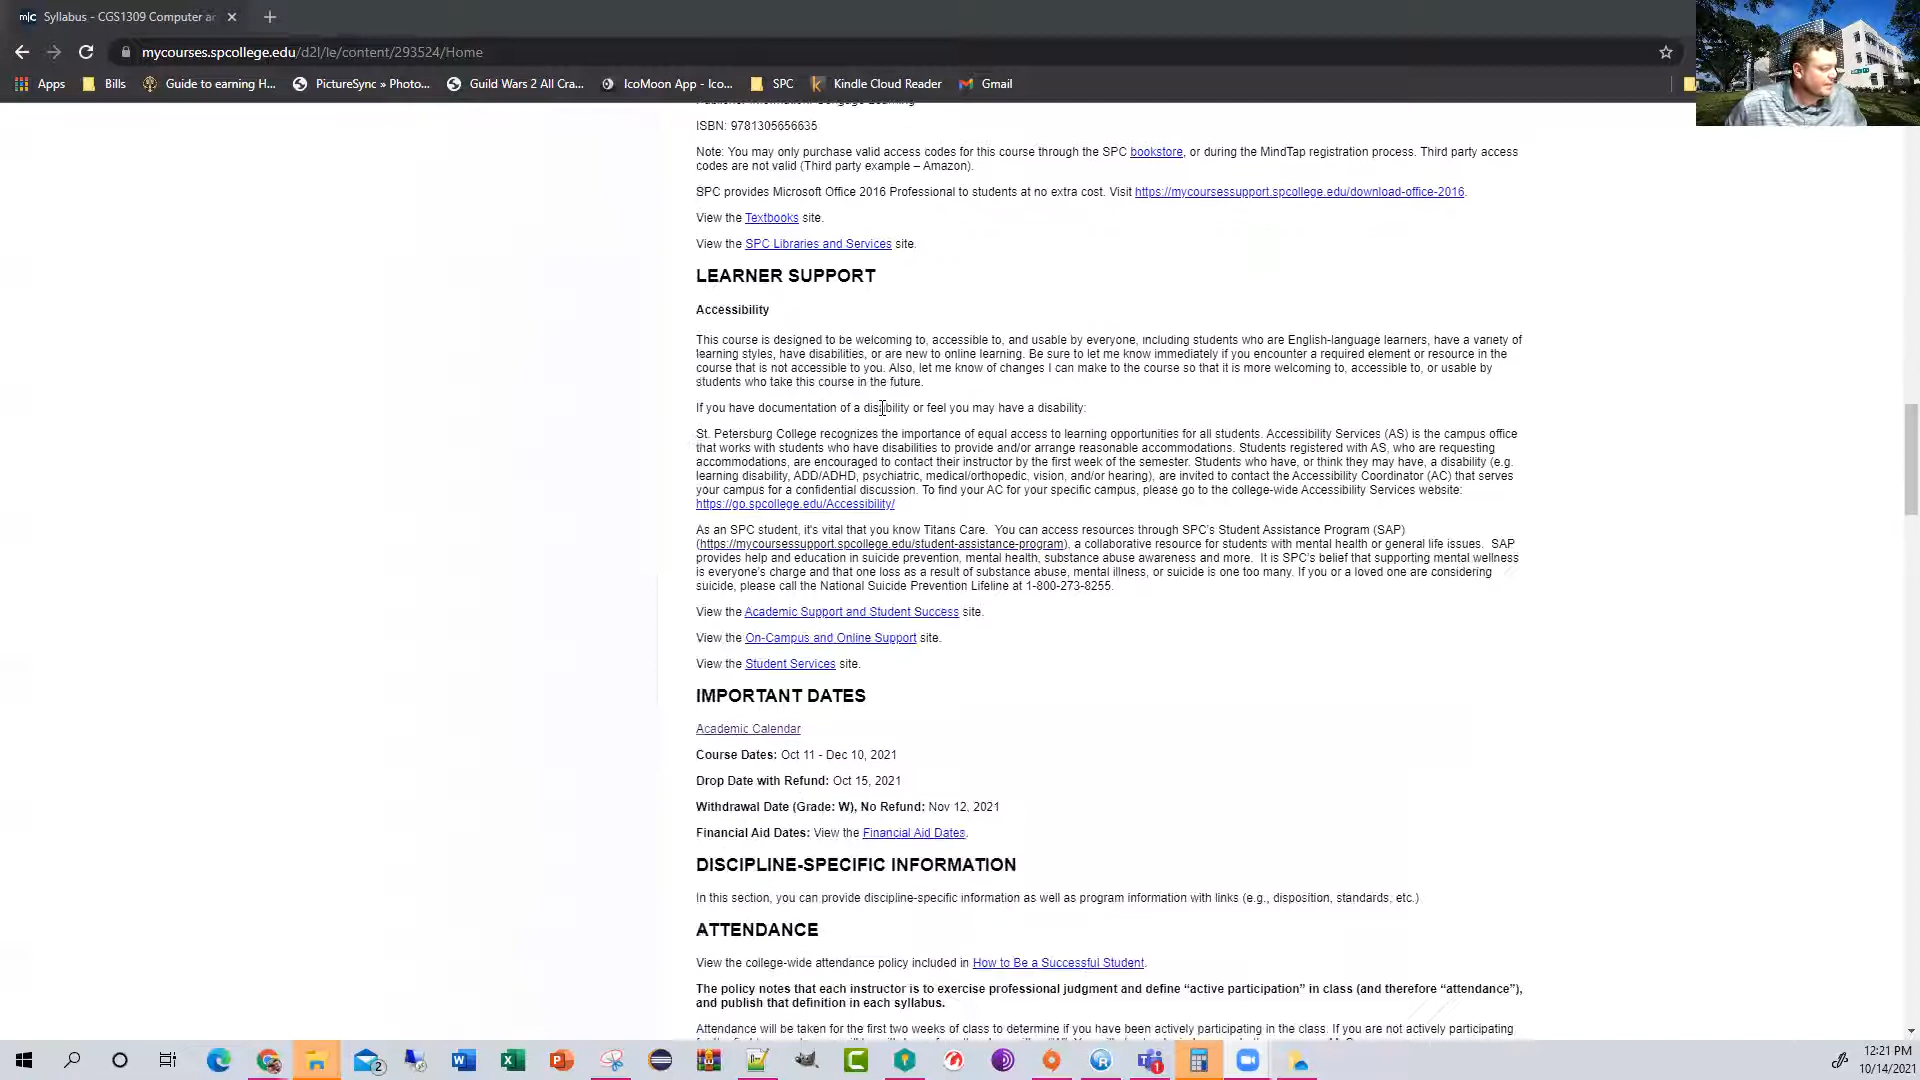 Syllabus - CGS1309 Computer ar
mycourses.spcollege.edu/d2l/le/content/293524/Home
Apps Bills Guide to earning H... PictureSync » Photo... Guild Wars 2 All Cra... IcoMoon App - Ico... SPC Kindle Cloud Reader Gmail
ISBN: 9781305656635
Note: You may only purchase valid access codes for this course through the SPC bookstore, or during the MindTap registration process. Third party access
codes are not valid (Third party example – Amazon).
SPC provides Microsoft Office 2016 Professional to students at no extra cost. Visit https://mycoursessupport.spcollege.edu/download-office-2016.
View the Textbooks site.
View the SPC Libraries and Services site.
LEARNER SUPPORT
Accessibility
This course is designed to be welcoming to, accessible to, and usable by everyone, including students who are English-language learners, have a variety of
learning styles, have disabilities, or are new to online learning. Be sure to let me know immediately if you encounter a required element or resource in the
course that is not accessible to you. Also, let me know of changes I can make to the course so that it is more welcoming to, accessible to, or usable by
students who take this course in the future.
If you have documentation of a disability or feel you may have a disability:
St. Petersburg College recognizes the importance of equal access to learning opportunities for all students. Accessibility Services (AS) is the campus office
that works with students who have disabilities to provide and/or arrange reasonable accommodations. Students registered with AS, who are requesting
accommodations, are encouraged to contact their instructor by the first week of the semester. Students who have, or think they may have, a disability (e.g.
learning disability, ADD/ADHD, psychiatric, medical/orthopedic, vision, and/or hearing), are invited to contact the Accessibility Coordinator (AC) that serves
your campus for a confidential discussion. To find your AC for your specific campus, please go to the college-wide Accessibility Services website:
https://go.spcollege.edu/Accessibility/
As an SPC student, it's vital that you know Titans Care. You can access resources through SPC's Student Assistance Program (SAP)
(https://mycoursessupport.spcollege.edu/student-assistance-program), a collaborative resource for students with mental health or general life issues. SAP
provides help and education in suicide prevention, mental health, substance abuse awareness and more. It is SPC's belief that supporting mental wellness
is everyone's charge and that one loss as a result of substance abuse, mental illness, or suicide is one too many. If you or a loved one are considering
suicide, please call the National Suicide Prevention Lifeline at 1-800-273-8255.
View the Academic Support and Student Success site.
View the On-Campus and Online Support site.
View the Student Services site.
IMPORTANT DATES
Academic Calendar
Course Dates: Oct 11 - Dec 10, 2021
Drop Date with Refund: Oct 15, 2021
Withdrawal Date (Grade: W), No Refund: Nov 12, 2021
Financial Aid Dates: View the Financial Aid Dates.
DISCIPLINE-SPECIFIC INFORMATION
In this section, you can provide discipline-specific information as well as program information with links (e.g., disposition, standards, etc.)
ATTENDANCE
View the college-wide attendance policy included in How to Be a Successful Student.
The policy notes that each instructor is to exercise professional judgment and define “active participation” in class (and therefore “attendance”),
and publish that definition in each syllabus.
Attendance will be taken for the first two weeks of class to determine if you have been actively participating in the class. If you are not actively participating
12:21 PM
10/14/2021